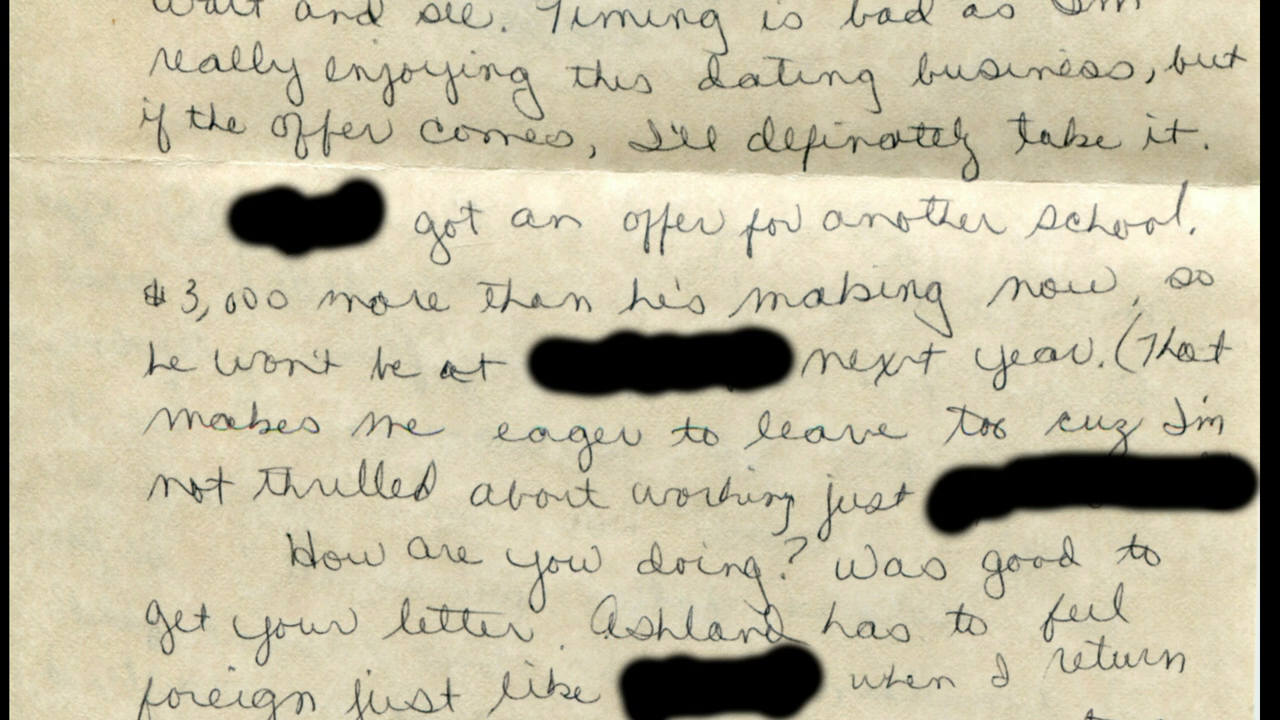 wait and see. Timing is bad as I'm
really enjoying this dating business, but
if the offer comes, I'll definately take it.
got an offer for another school.
$3,000 more than he's making now, so
he won't be at next year. (That
makes me eager to leave too cuz I'm
not thrilled about working just
How are you doing? Was good to
get your letter. Ashland has to feel
foreign just like when I return